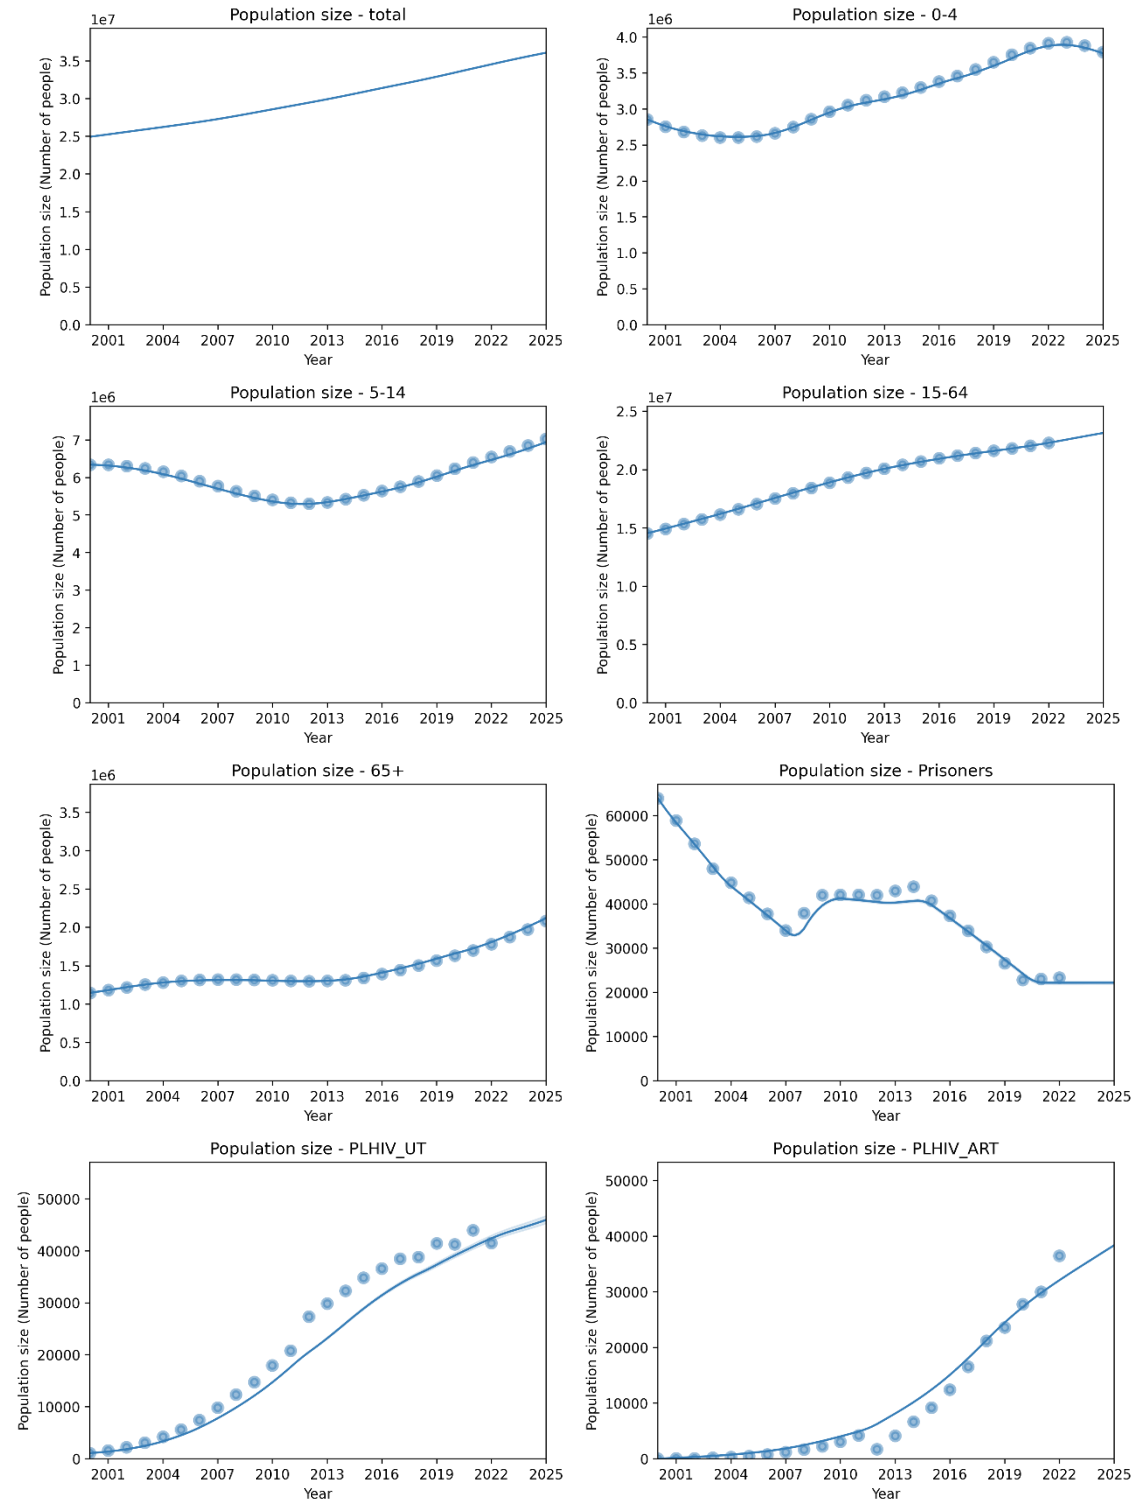 Population size - total
1e7
Population size (Number of people)
3.5
3.0
2.5
2.0
1.5
1.0
0.5
0.0
2001 2004 2007 2010 2013 2016 2019 2022 2025
Year
Population size - 0-4
1e6
Population size (Number of people)
4.0
3.5
3.0
2.5
2.0
1.5
1.0
0.5
0.0
2001 2004 2007 2010 2013 2016 2019 2022 2025
Year
Population size - 5-14
1e6
Population size (Number of people)
7
6
5
4
3
2
1
0
2001 2004 2007 2010 2013 2016 2019 2022 2025
Year
Population size - 15-64
1e7
Population size (Number of people)
2.5
2.0
1.5
1.0
0.5
0.0
2001 2004 2007 2010 2013 2016 2019 2022 2025
Year
Population size - 65+
1e6
Population size (Number of people)
3.5
3.0
2.5
2.0
1.5
1.0
0.5
0.0
2001 2004 2007 2010 2013 2016 2019 2022 2025
Year
Population size - Prisoners
Population size (Number of people)
60000
50000
40000
30000
20000
10000
0
2001 2004 2007 2010 2013 2016 2019 2022 2025
Year
Population size - PLHIV_UT
Population size (Number of people)
50000
40000
30000
20000
10000
0
2001 2004 2007 2010 2013 2016 2019 2022 2025
Year
Population size - PLHIV_ART
Population size (Number of people)
50000
40000
30000
20000
10000
0
2001 2004 2007 2010 2013 2016 2019 2022 2025
Year